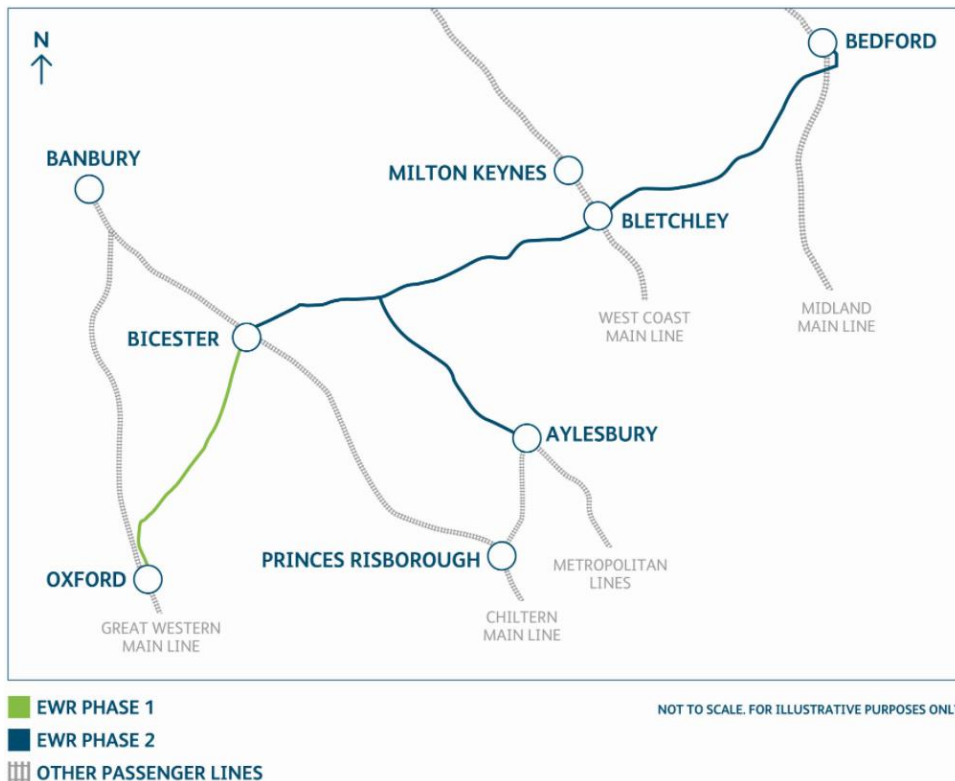 N
BEDFORD
BANBURY
MILTON KEYNES
BLETCHLEY
WEST COAST
MAIN LINE
MIDLAND
MAIN LINE
BICESTER
AYLESBURY
PRINCES RISBOROUGH
METROPOLITAN
LINES
OXFORD
GREAT WESTERN
MAIN LINE
CHILTERN
MAIN LINE
EWR PHASE 1
NOT TO SCALE. FOR ILLUSTRATIVE PURPOSES ONLY
EWR PHASE 2
OTHER PASSENGER LINES